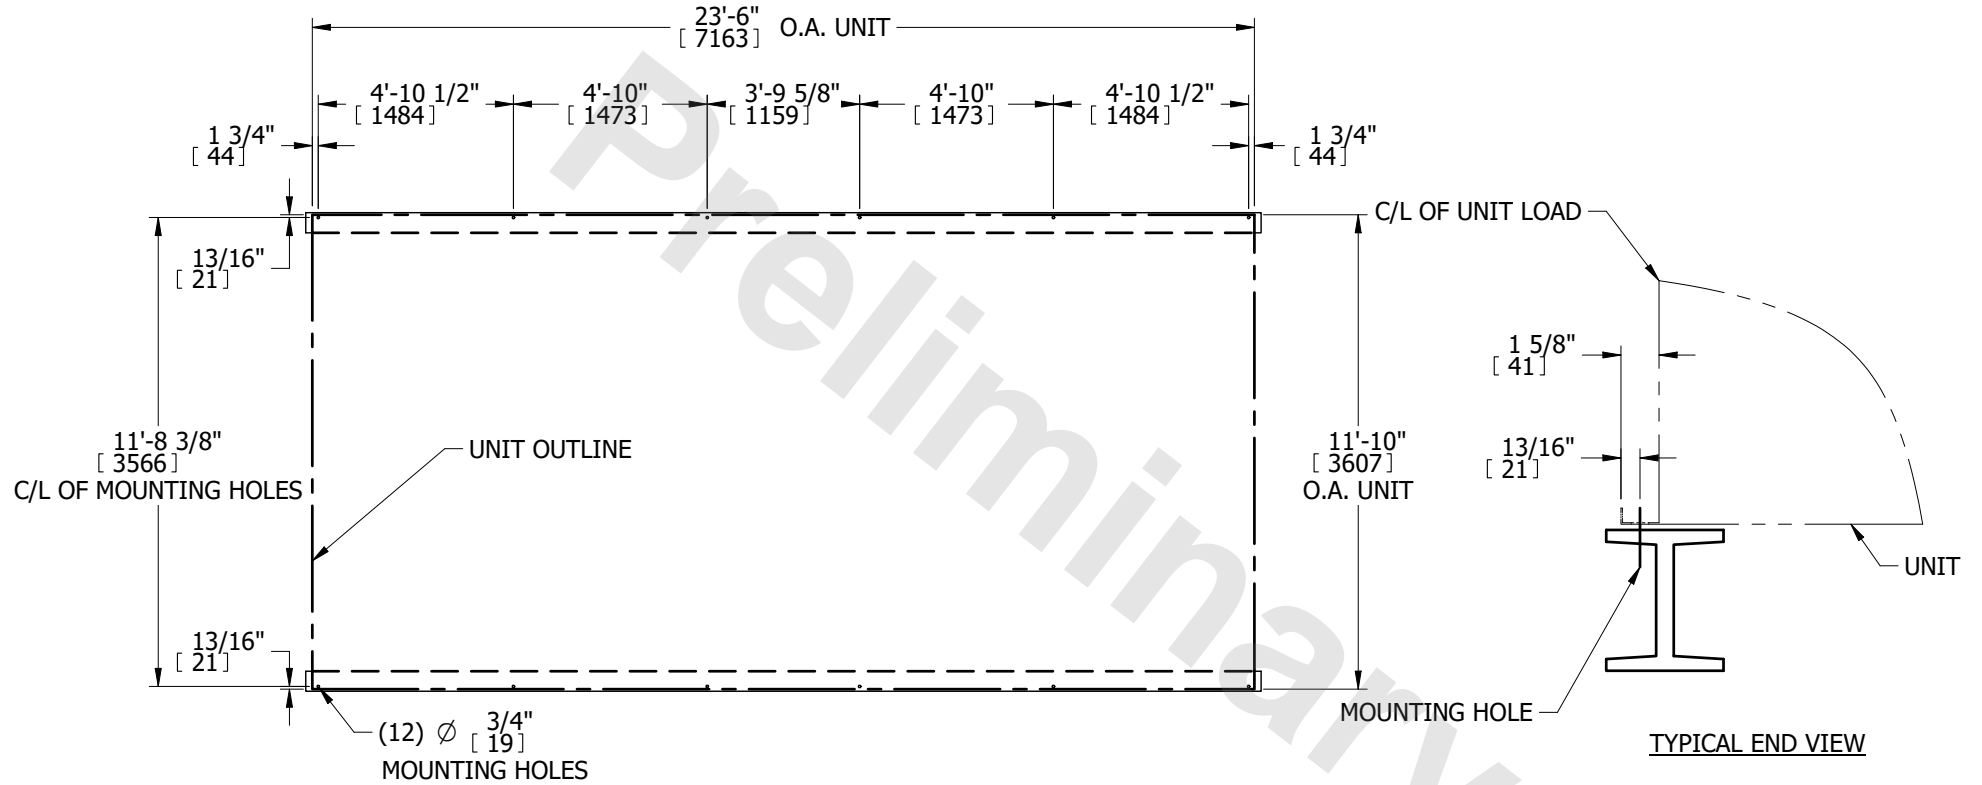 23'-6" O.A. UNIT
[ 7163]
4'-10 1/2" 4'-10" 3'-9 5/8" 4'-10" 4'-10 1/2"
[ 1484] [ 1473] [ 1159] [ 1473] [ 1484]
1 3/4"
[ 44]
1 3/4"
[ 44]
13/16"
[ 21]
11'-8 3/8"
[ 3566]
C/L OF MOUNTING HOLES
UNIT OUTLINE
11'-10"
[ 3607]
O.A. UNIT
13/16"
[ 21]
(12) Ø 3/4"
[ 19]
MOUNTING HOLES
C/L OF UNIT LOAD
1 5/8"
[ 41]
13/16"
[ 21]
UNIT
MOUNTING HOLE
TYPICAL END VIEW
Preliminary